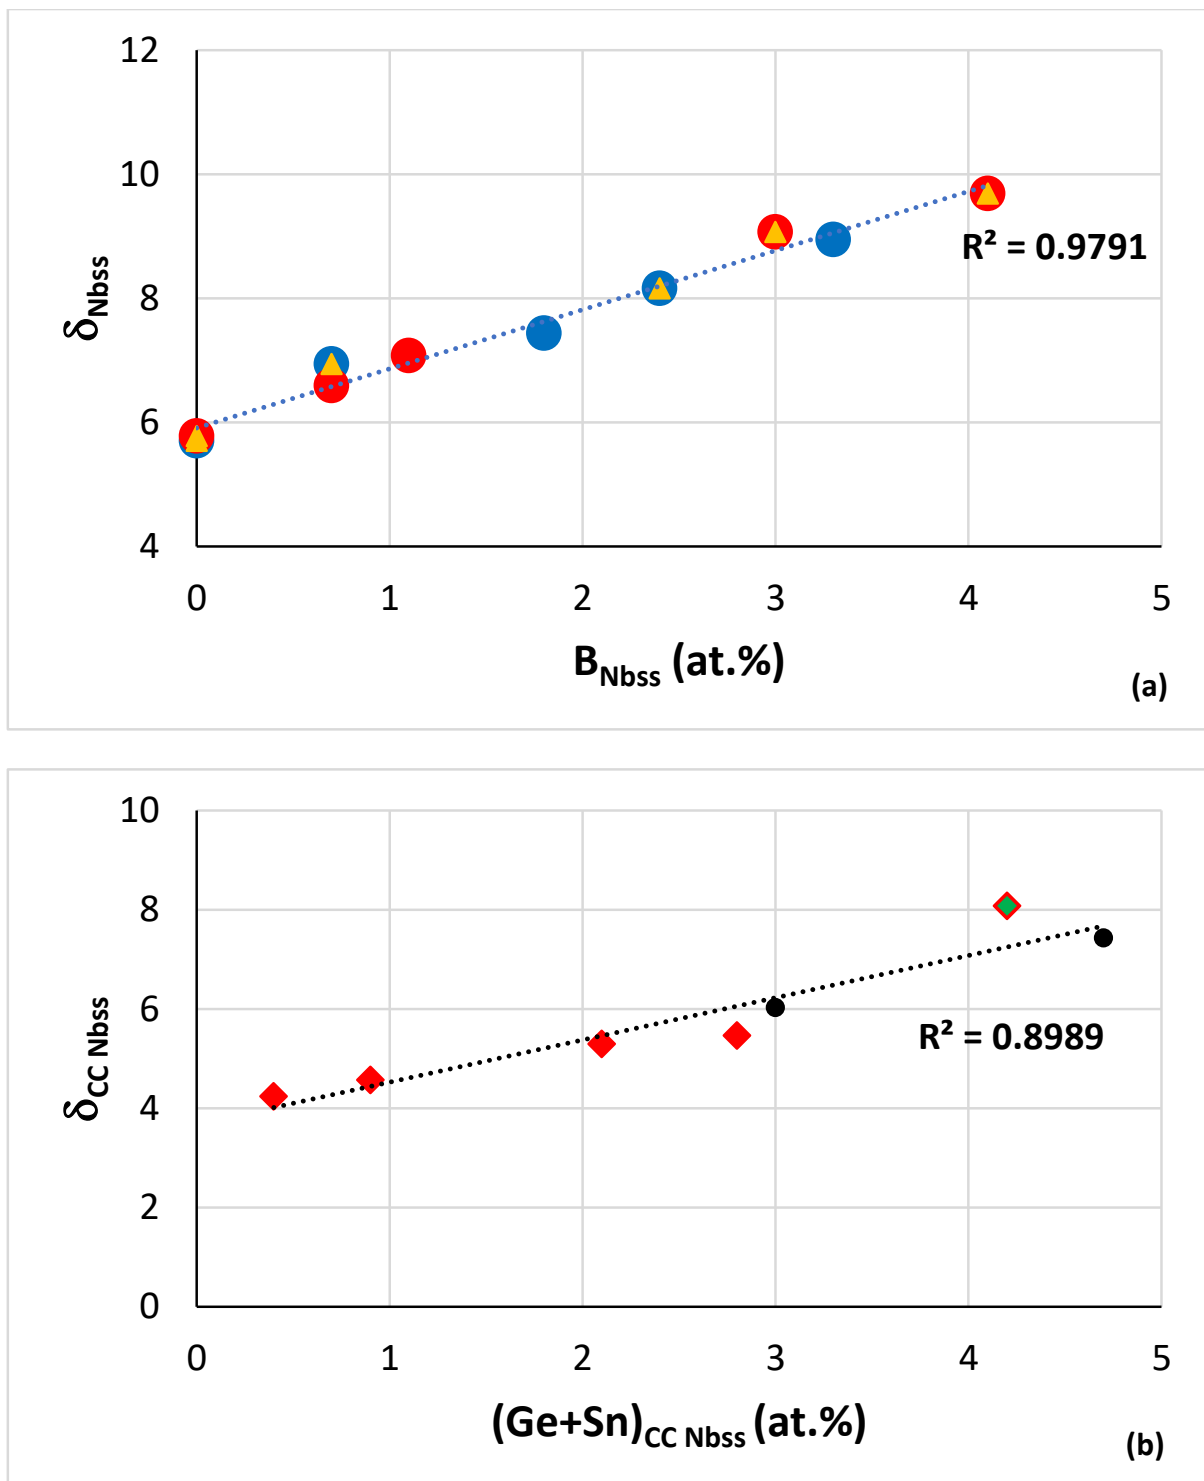 12
10
8
6
4
δNbss
R² = 0.9791
0 1 2 3 4 5
BNbss (at.%)
(a)
10
8
6
4
2
0
δCC Nbss
R² = 0.8989
0 1 2 3 4 5
(Ge+Sn)CC Nbss (at.%)
(b)